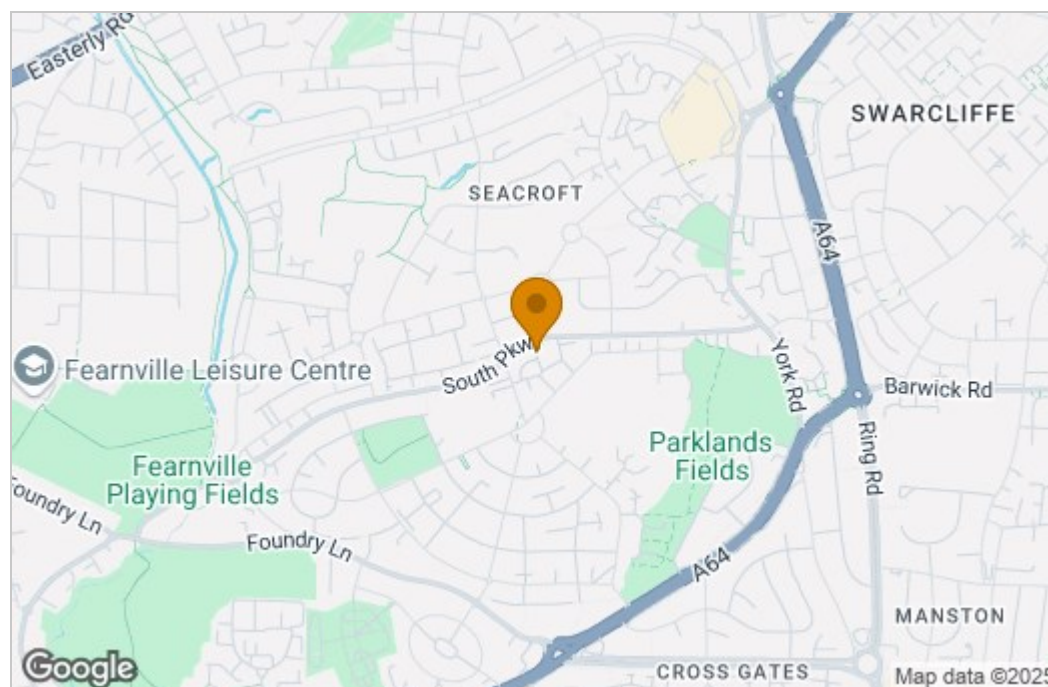 Easterly Rd
SWARCLIFFE
SEACROFT
A64
Fearnville Leisure Centre
South Pkwy
York Rd
Barwick Rd
Ring Rd
Parklands
Fields
Fearnville
Playing Fields
Foundry Ln
Foundry Ln
A64
MANSTON
CROSS GATES
Google
Map data ©2025